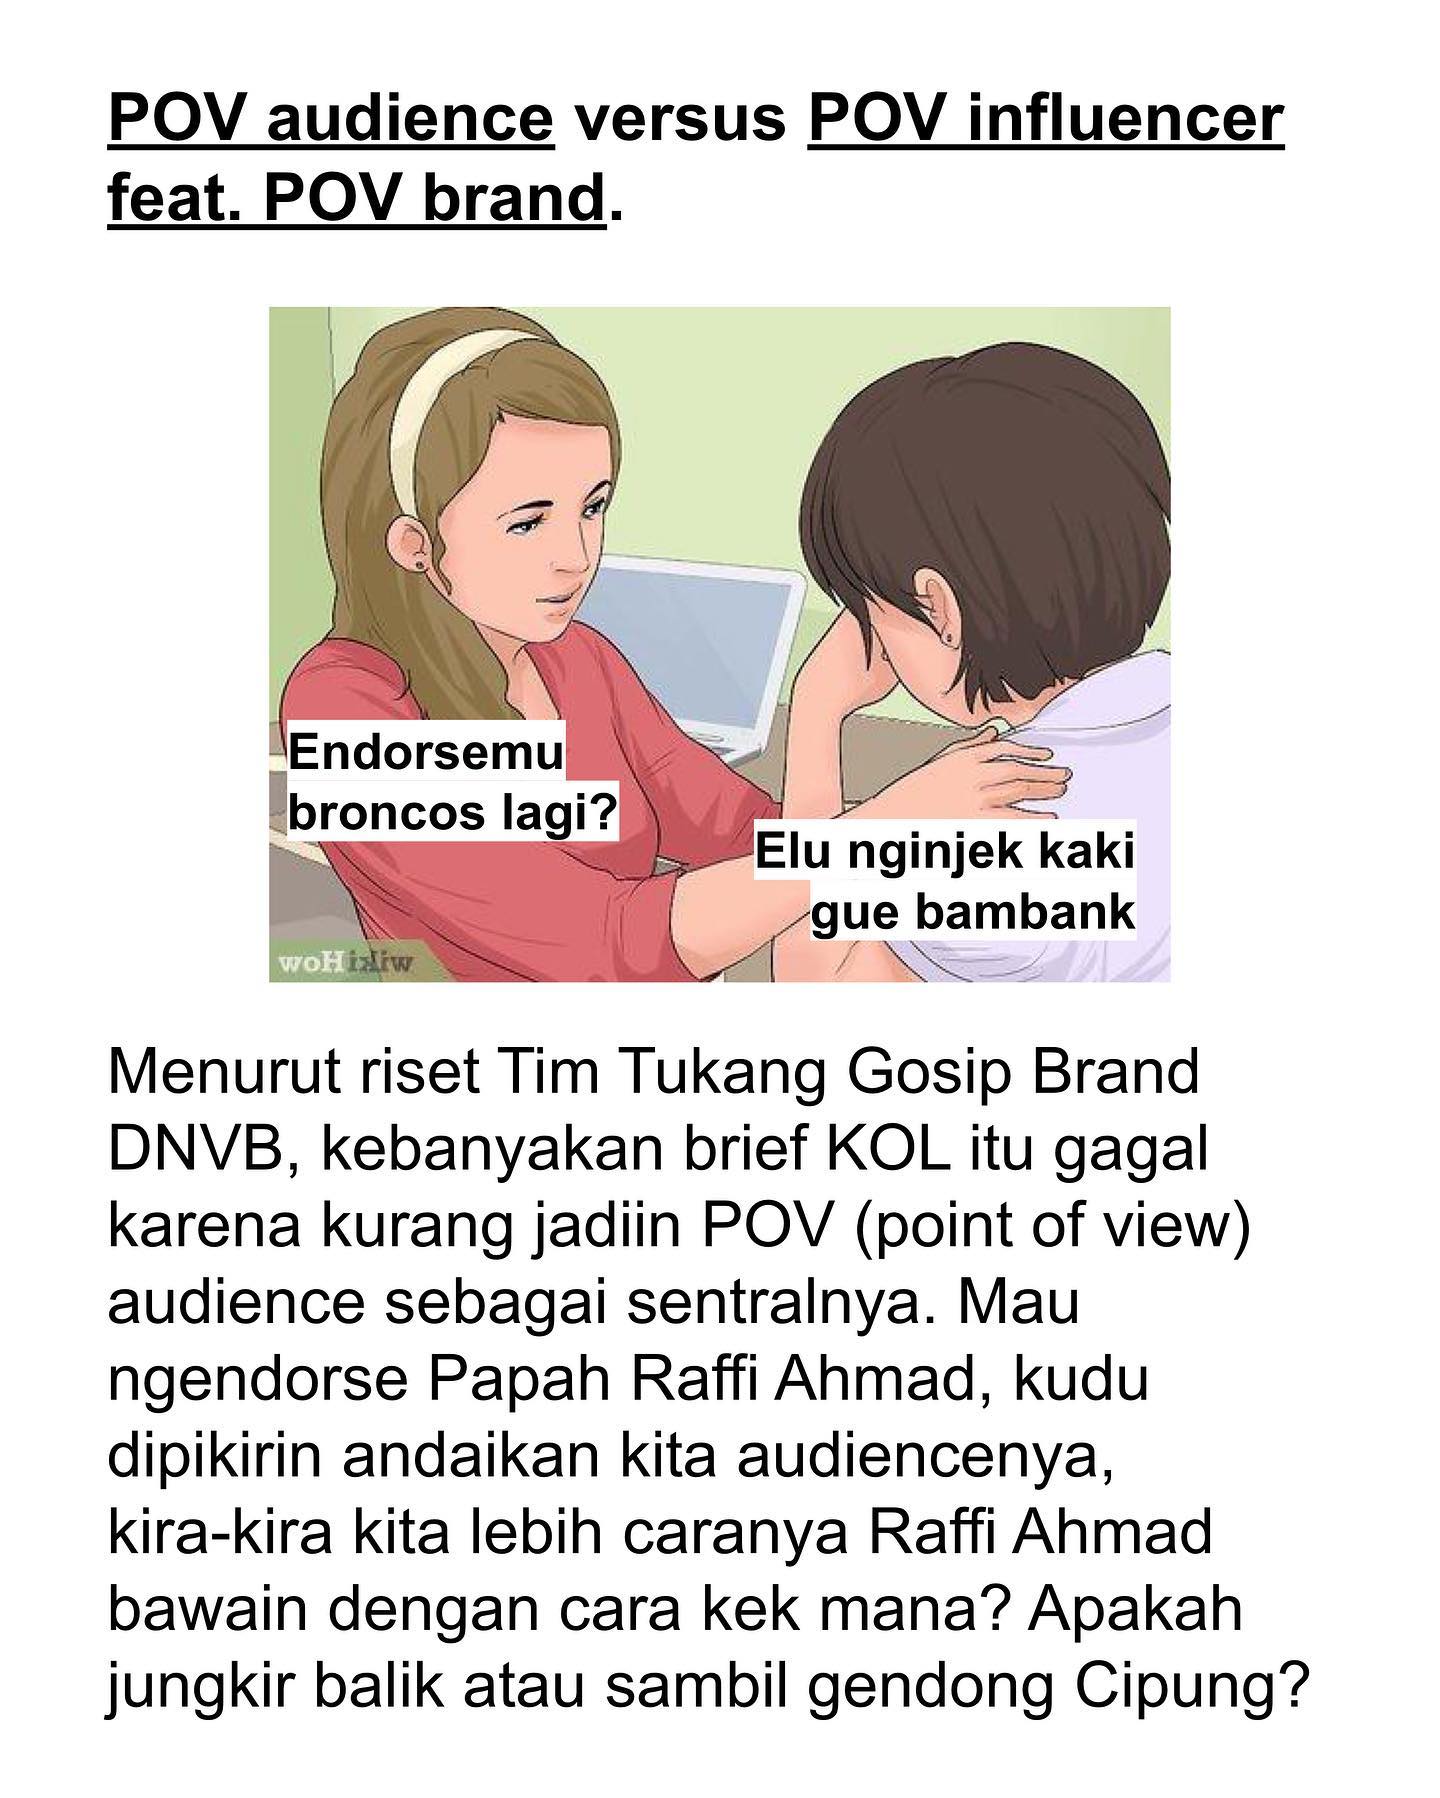 POV audience versus POV influencer
feat. POV brand.
Endorsemu
broncos lagi?
Elu nginjek kaki
gue bambank
wikiHow
Menurut riset Tim Tukang Gosip Brand
DNVB, kebanyakan brief KOL itu gagal
karena kurang jadiin POV (point of view)
audience sebagai sentralnya. Mau
ngendorse Papah Raffi Ahmad, kudu
dipikirin andaikan kita audiencenya,
kira-kira kita lebih caranya Raffi Ahmad
bawain dengan cara kek mana? Apakah
jungkir balik atau sambil gendong Cipung?